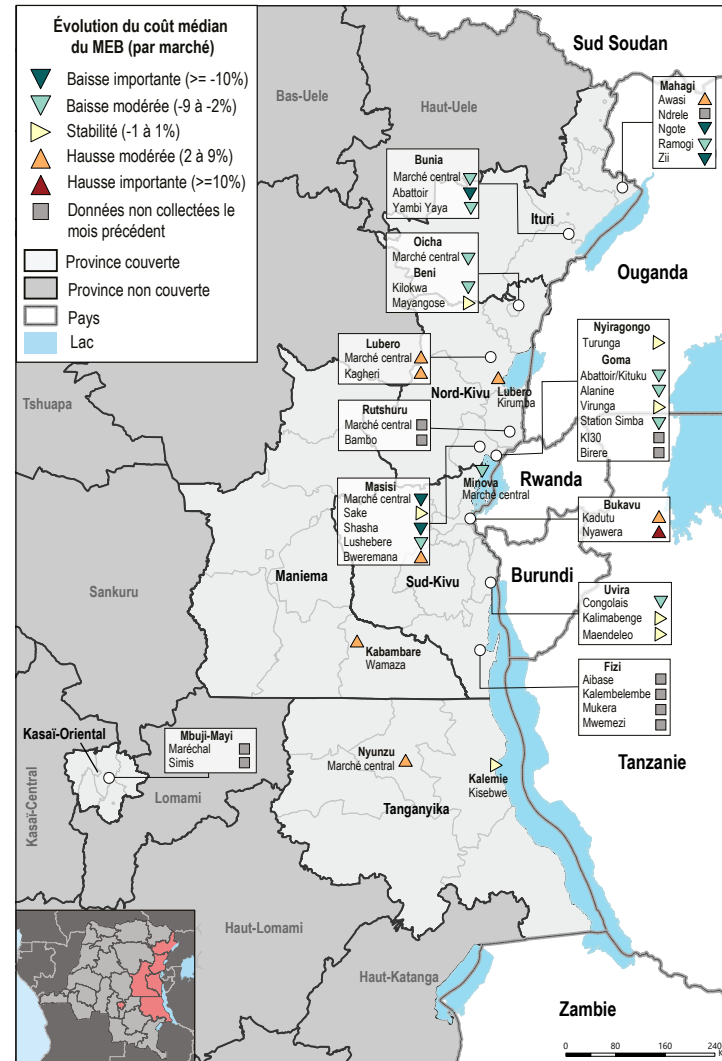 Évolution du coût médian
du MEB (par marché)
Baisse importante (>= -10%)
Baisse modérée (-9 à -2%)
Stabilité (-1 à 1%)
Hausse modérée (2 à 9%)
Hausse importante (>=10%)
Données non collectées le
mois précédent
Province couverte
Province non couverte
Pays
Lac
Sud Soudan
Bas-Uele
Haut-Uele
Mahagi
Awasi
Ndrele
Ngote
Ramogi
Zii
Bunia
Marché central
Abattoir
Yambi Yaya
Ituri
Oicha
Marché central
Beni
Kilokwa
Mayangose
Ouganda
Lubero
Marché central
Kagheri
Nord-Kivu
Lubero
Kirumba
Nyiragongo
Turunga
Goma
Abattoir/Kituku
Alanine
Virunga
Station Simba
KI30
Birere
Tshuapa
Rutshuru
Marché central
Bambo
Minova
Marché central
Rwanda
Masisi
Marché central
Sake
Shasha
Lushebere
Bweremana
Bukavu
Kadutu
Nyawera
Maniema
Sud-Kivu
Burundi
Sankuru
Uvira
Congolais
Kalimabenge
Maendeleo
Kabambare
Wamaza
Fizi
Aibase
Kalembelembe
Mukera
Mwemezi
Kasaï-Oriental
Mbuji-Mayi
Maréchal
Simis
Nyunzu
Marché central
Kalemie
Kisebwe
Tanzanie
Kasaï-Central
Lomami
Tanganyika
Haut-Lomami
Haut-Katanga
Zambie
0 80 160 240